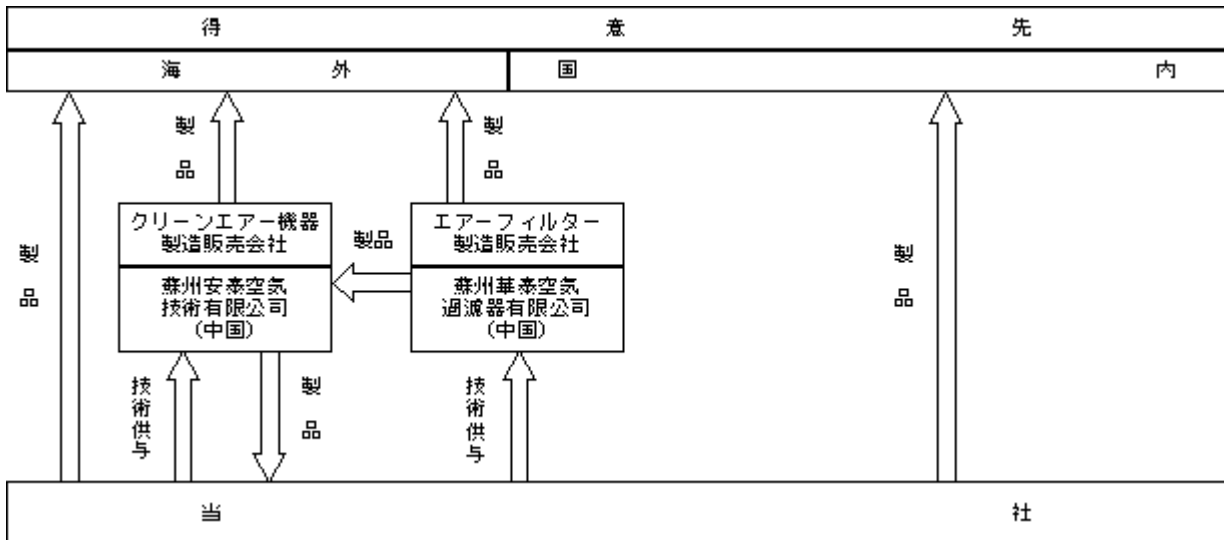 得意先
海外
国内
製品
製品
製品
製品
クリーンエアー機器
製造販売会社
蘇州安泰空気
技術有限公司
(中国)
製品
エアーフィルター
製造販売会社
蘇州華泰空気
過濾器有限公司
(中国)
技術供与
製品
技術供与
当社